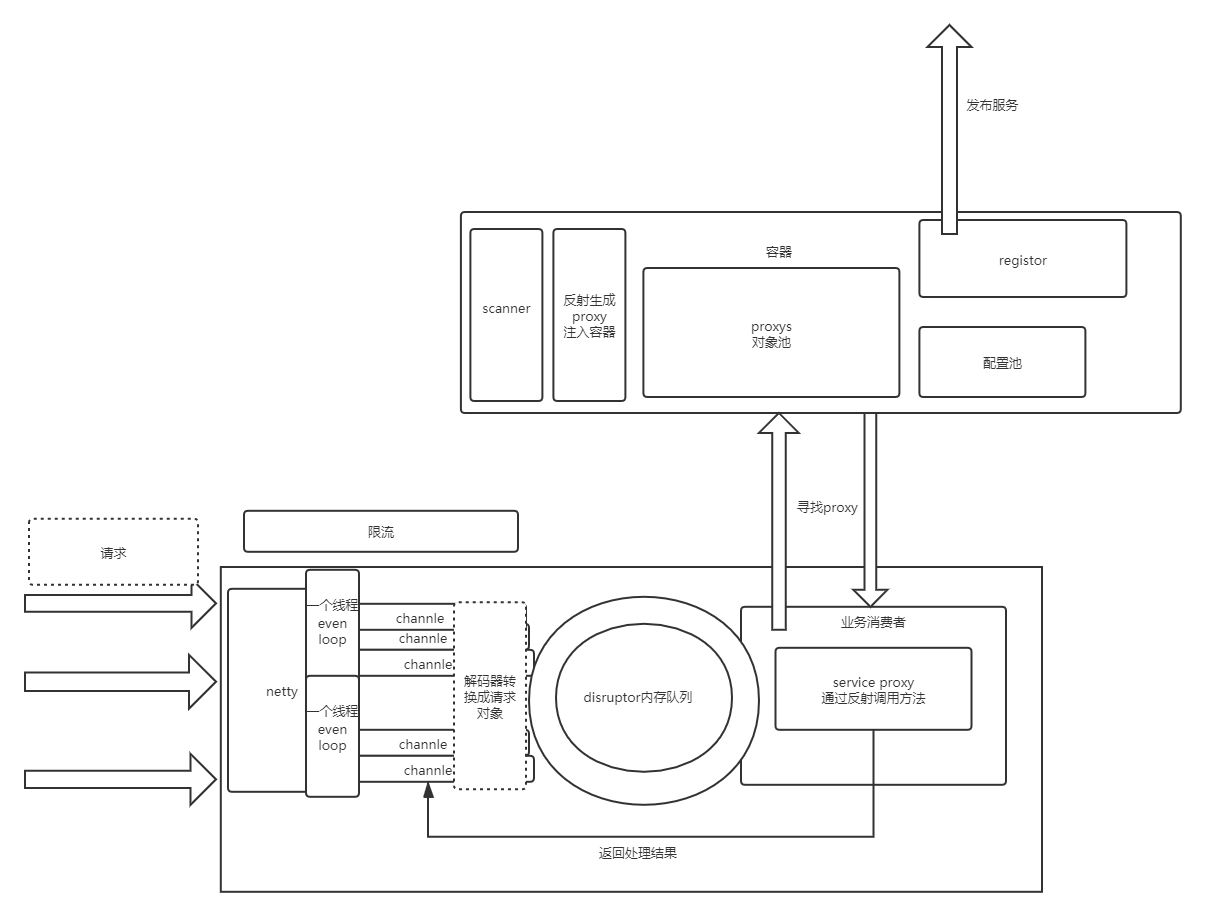 发布服务
容器
registor
scanner
反射生成
proxy
注入容器
proxys
对象池
配置池
寻找proxy
限流
请求
一个线程
even
loop
channle
channle
channle
netty
一个线程
even
loop
channle
channle
解码器转
换成请求
对象
disruptor内存队列
业务消费者
service proxy
通过反射调用方法
返回处理结果